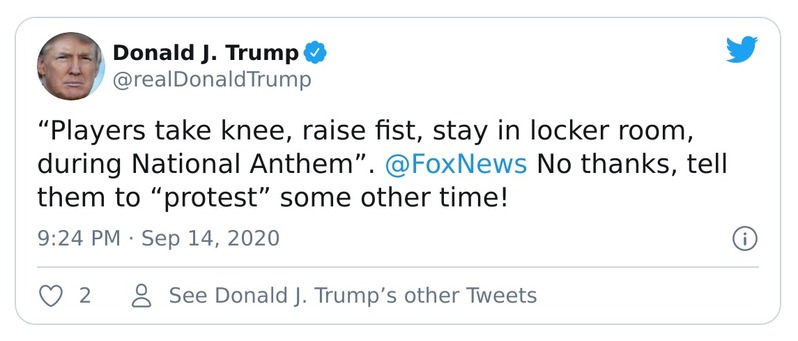 Donald J. Trump
@realDonaldTrump
“Players take knee, raise fist, stay in locker room,
during National Anthem”. @FoxNews No thanks, tell
them to “protest” some other time!
9:24 PM · Sep 14, 2020
2 See Donald J. Trump’s other Tweets